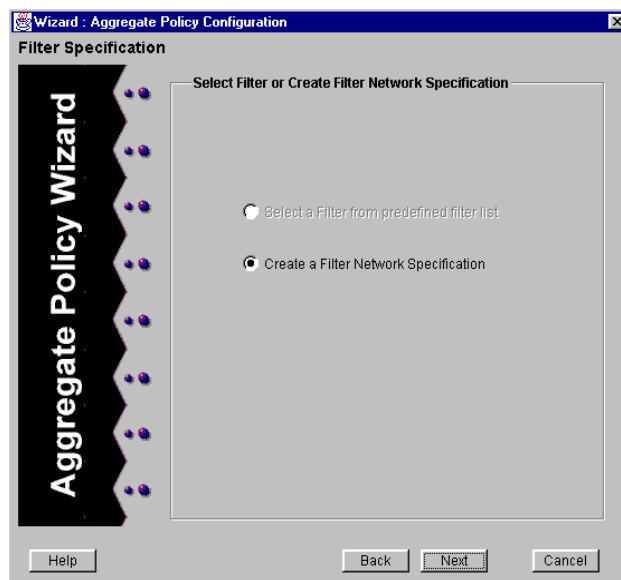 Wizard : Aggregate Policy Configuration
Filter Specification
Aggregate Policy Wizard
Select Filter or Create Filter Network Specification
Select a Filter from predefined filter list
Create a Filter Network Specification
Help
Back
Next
Cancel